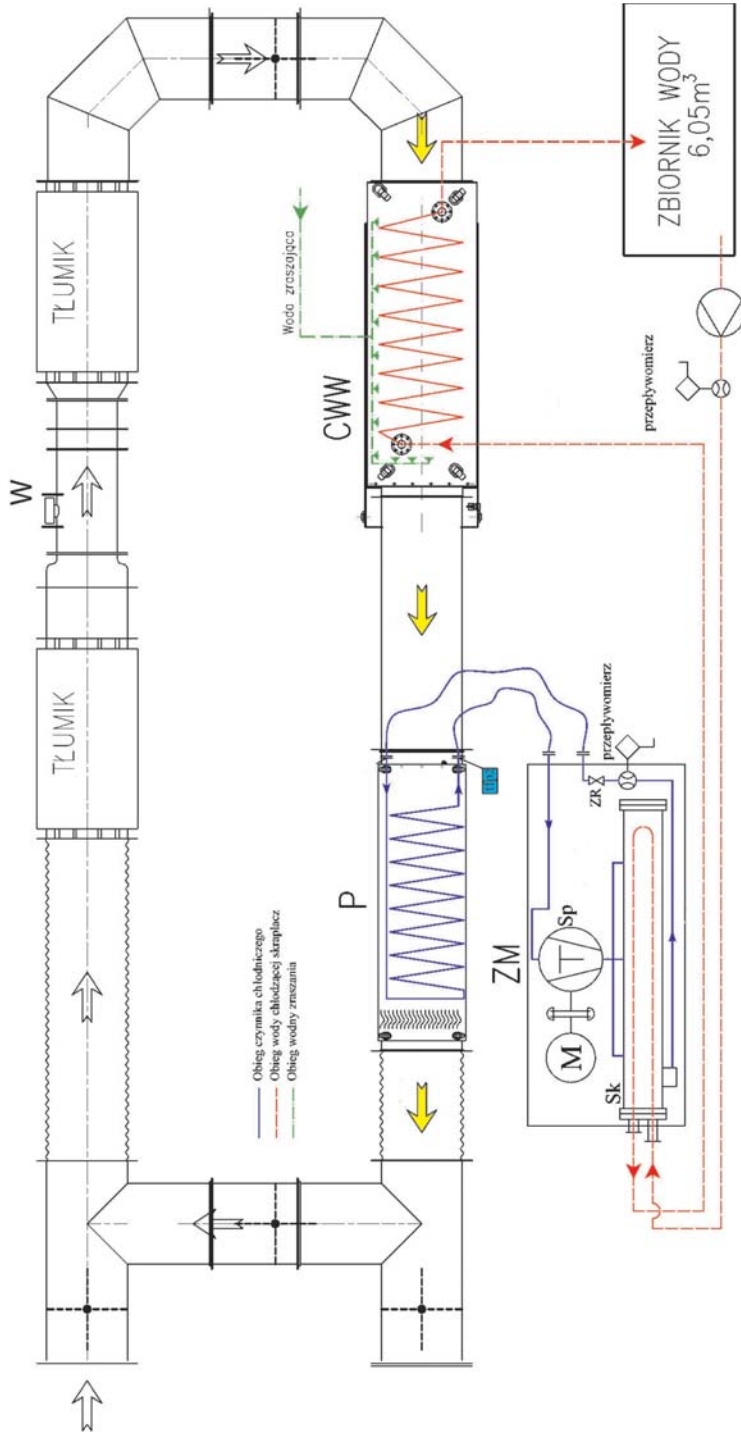 W
TŁUMIK
TŁUMIK
Obieg czynnika chłodniczego
Obieg wody chłodzącej skraplacz
Obieg wodny zraszania
Woda zraszająca
P
CWW
ZM
Sp
M
Sk
ZR
przepływomierz
przepływomierz
ZBIORNIK WODY
6,05m³